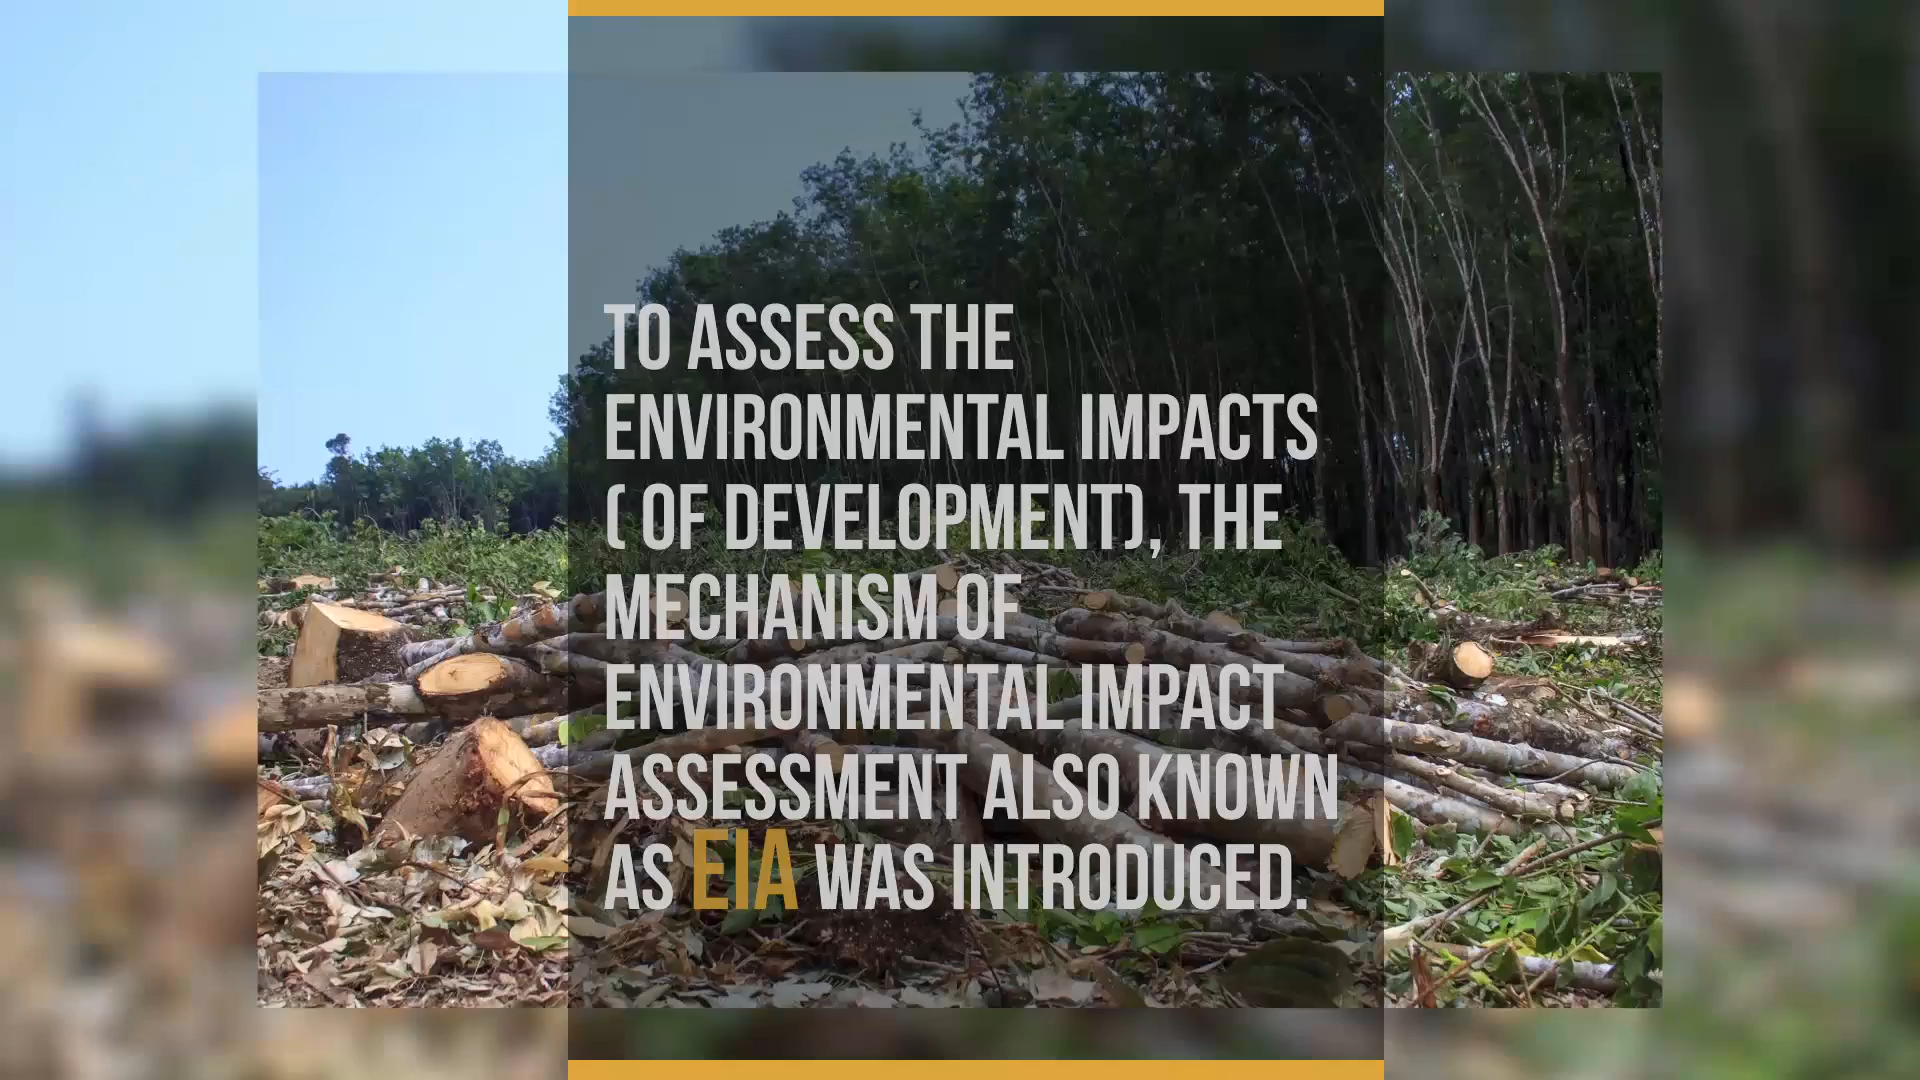 TO ASSESS THE
ENVIRONMENTAL IMPACTS
( OF DEVELOPMENT), THE
MECHANISM OF
ENVIRONMENTAL IMPACT
ASSESSMENT ALSO KNOWN
AS EIA WAS INTRODUCED.